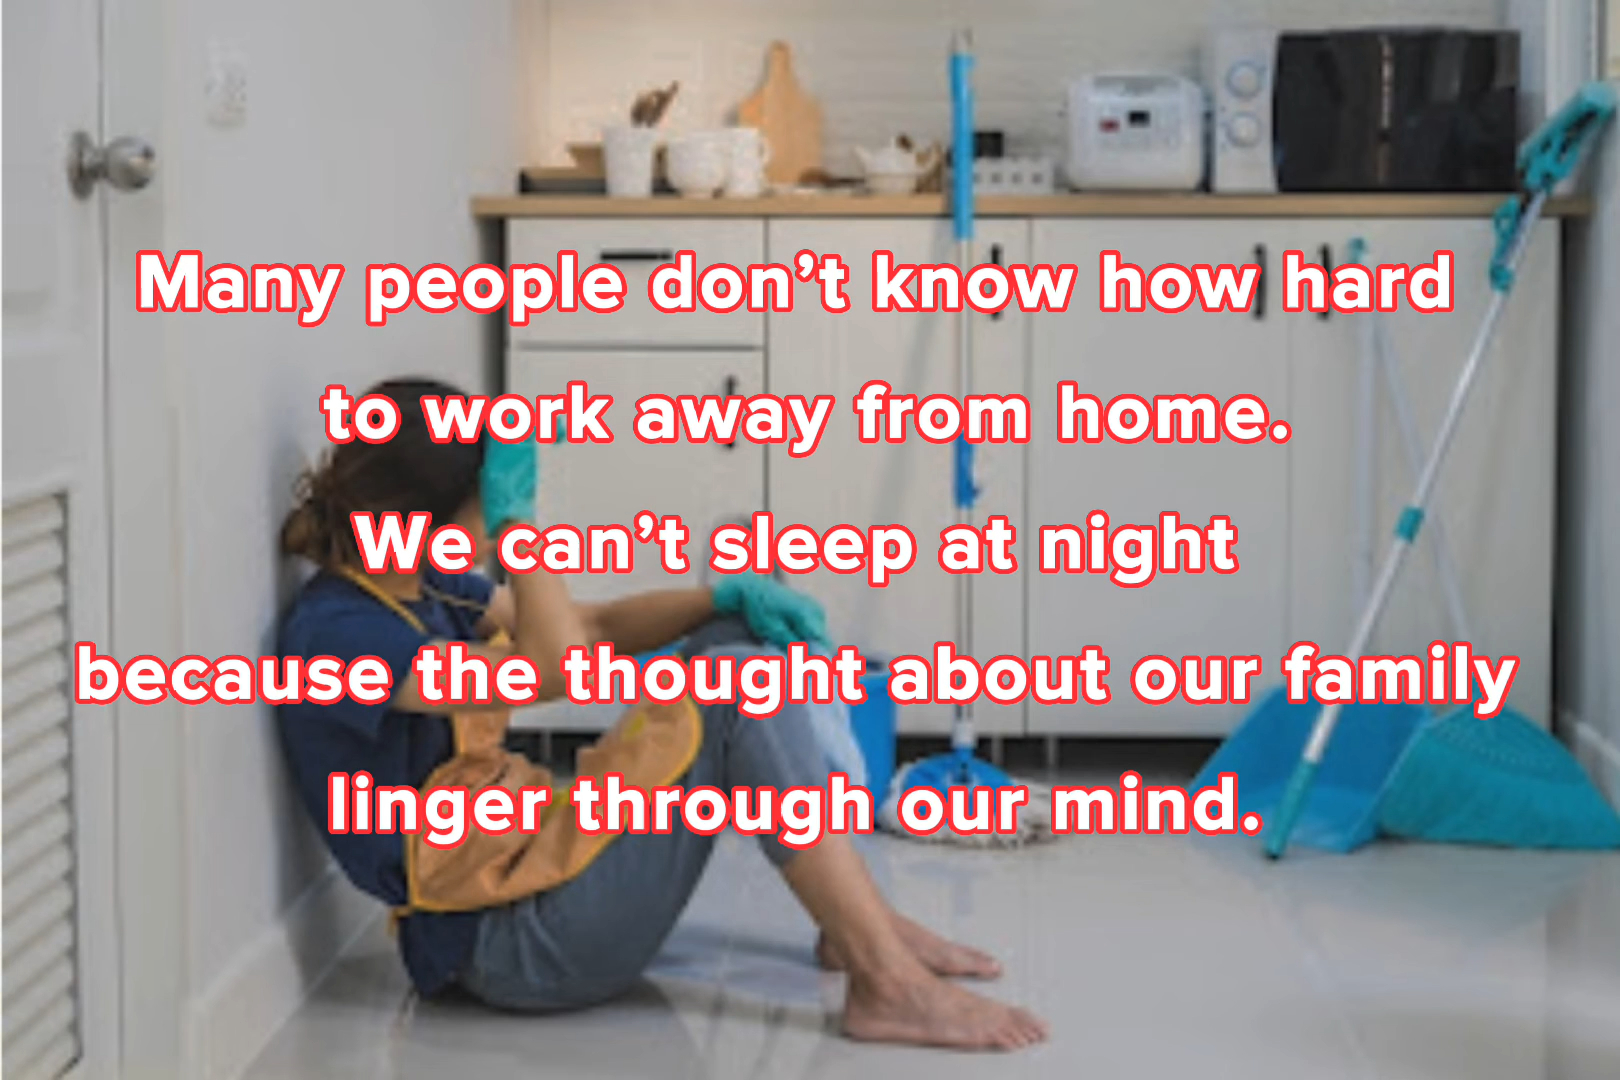 Many people don’t know how hard
to work away from home.
We can’t sleep at night
because the thought about our family
linger through our mind.